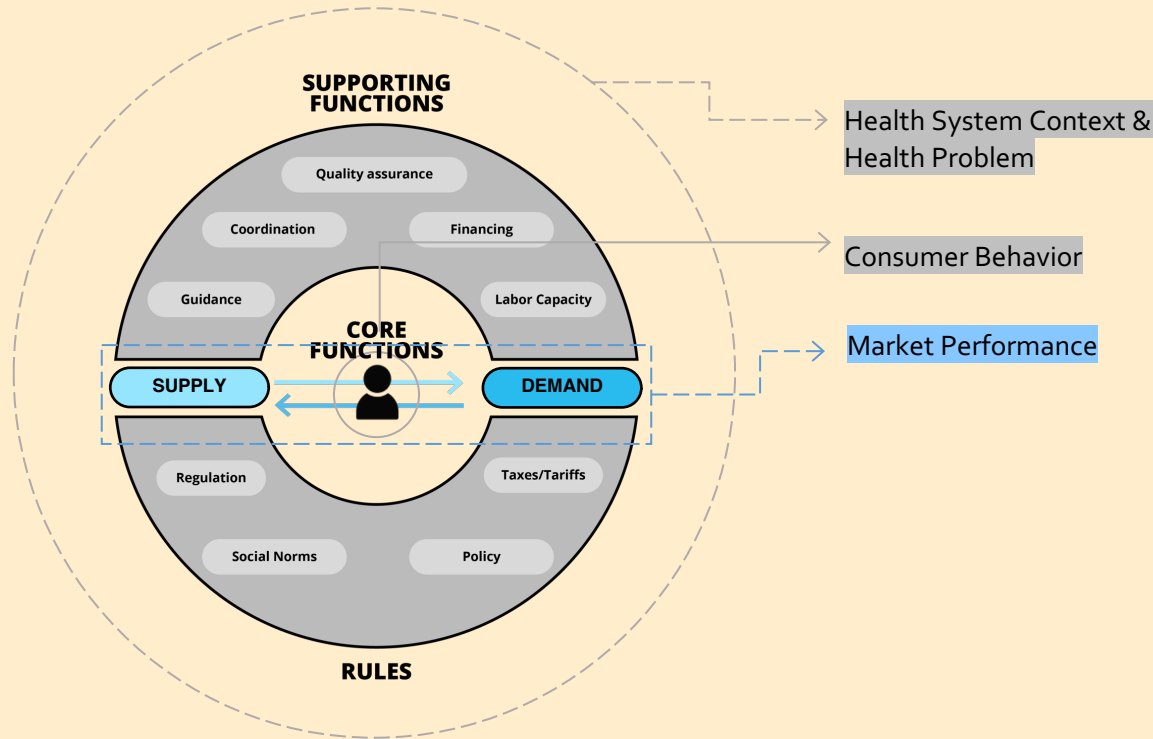 SUPPORTING
FUNCTIONS
Quality assurance
Coordination
Financing
Guidance
Labor Capacity
CORE
FUNCTIONS
SUPPLY
DEMAND
Regulation
Taxes/Tariffs
Social Norms
Policy
RULES
Health System Context &
Health Problem
Consumer Behavior
Market Performance